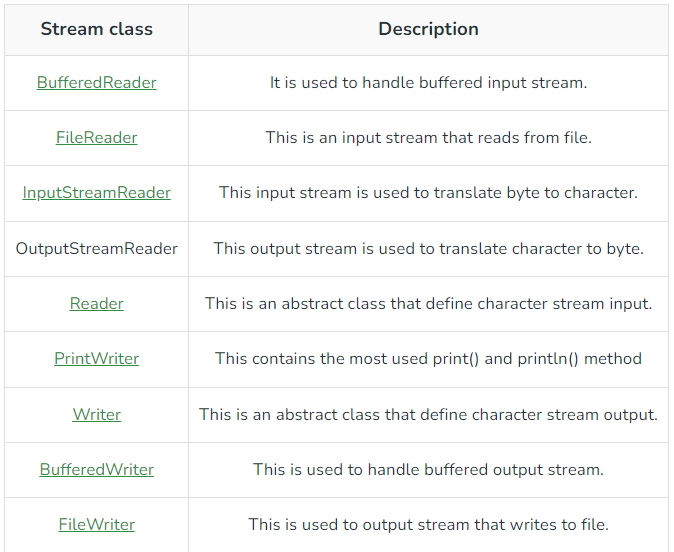 Stream class Description
BufferedReader It is used to handle buffered input stream.
FileReader This is an input stream that reads from file.
InputStreamReader This input stream is used to translate byte to character.
OutputStreamReader This output stream is used to translate character to byte.
Reader This is an abstract class that define character stream input.
PrintWriter This contains the most used print() and println() method
Writer This is an abstract class that define character stream output.
BufferedWriter This is used to handle buffered output stream.
FileWriter This is used to output stream that writes to file.